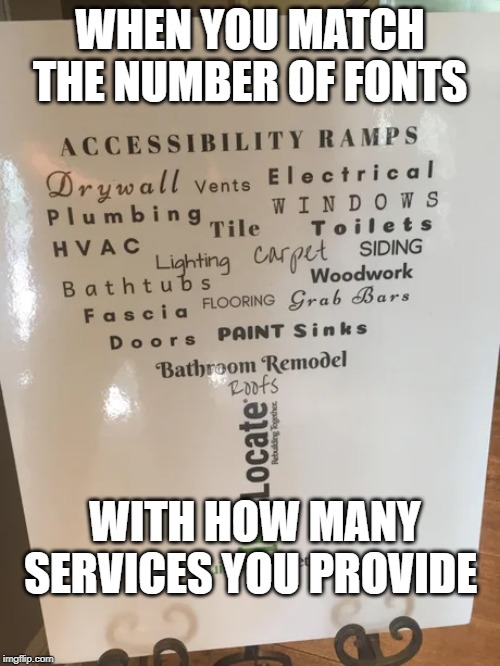 WHEN YOU MATCH
THE NUMBER OF FONTS
ACCESSIBILITY RAMPS
Drywall Vents Electrical
Plumbing Tile WINDOWS
HVAC Lighting Carpet Toilets
Bathtubs SIDING
Fascia FLOORING Woodwork
Grab Bars
Doors PAINT Sinks
Bathroom Remodel
Roofs
Locate
Rebuilding Together.
WITH HOW MANY
SERVICES YOU PROVIDE
imgflip.com